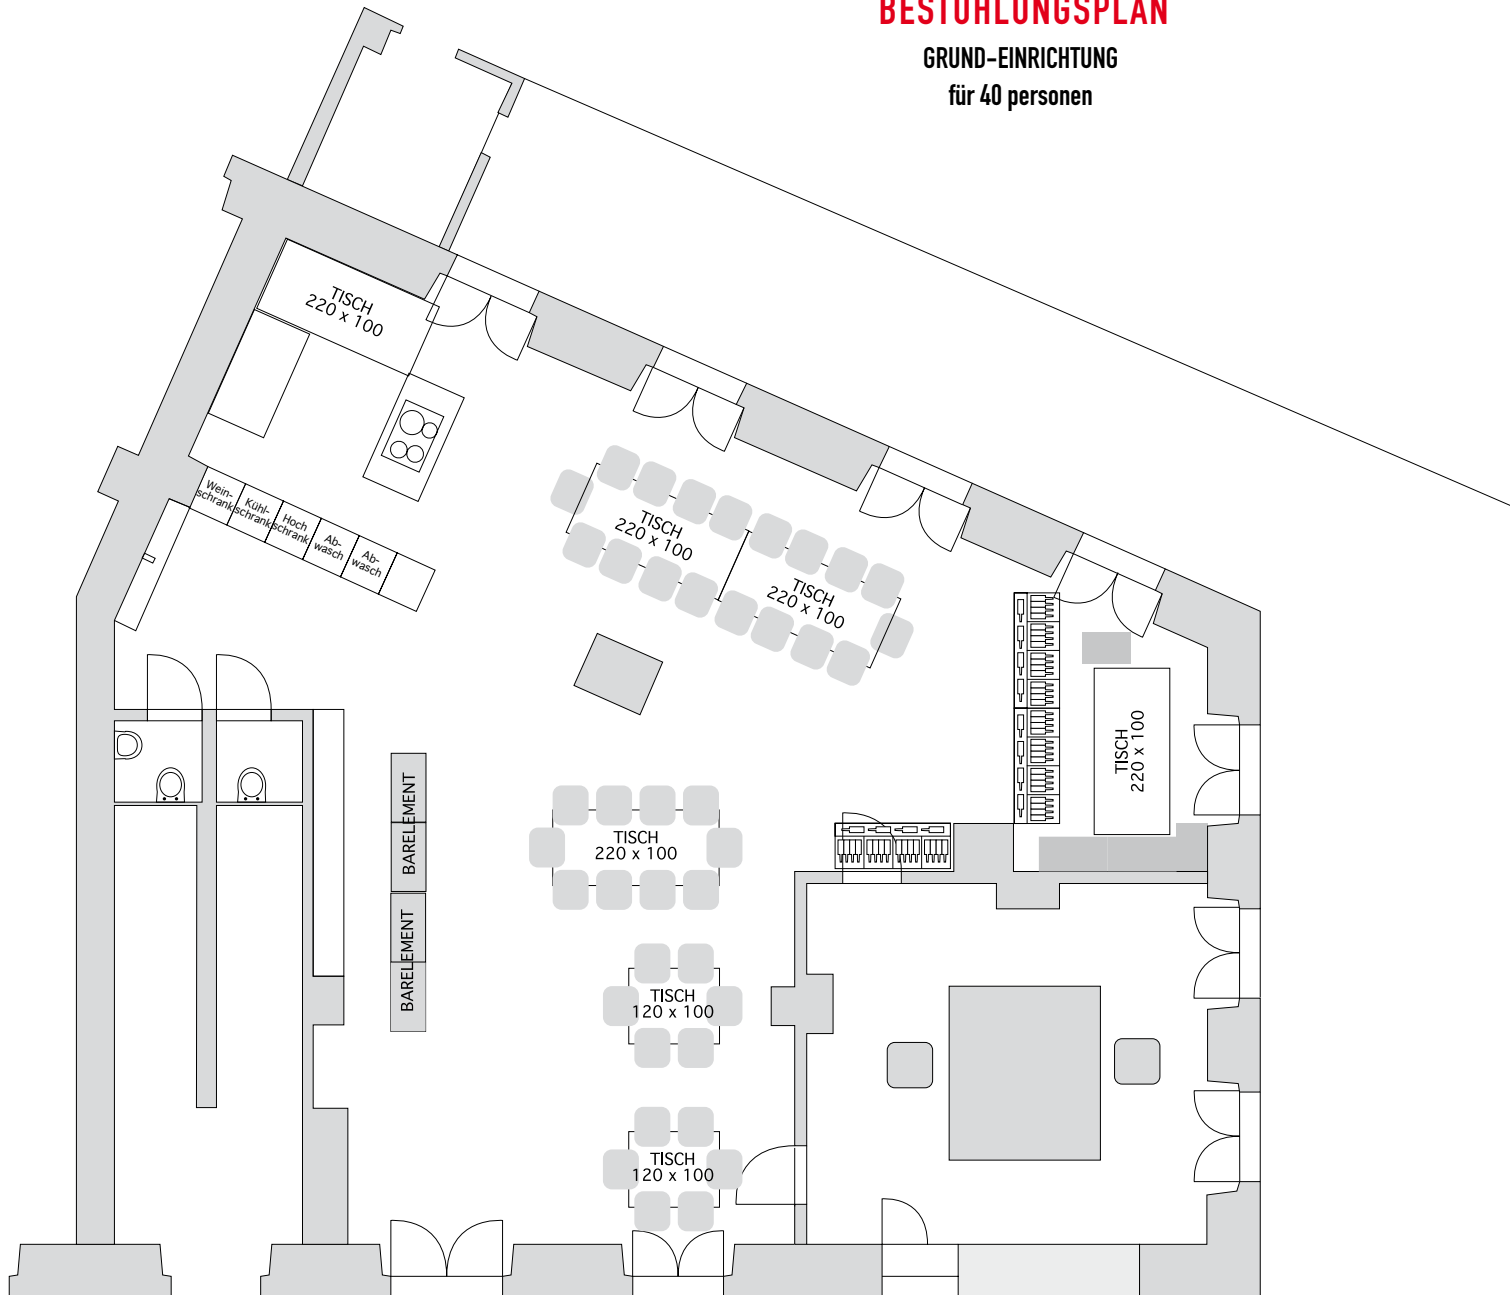 BESTUHLUNGSPLAN
GRUND-EINRICHTUNG
für 40 personen
TISCH
220 x 100
Wein-
schrank
Kühl-
schrank
Hoch
schrank
Ab-
wasch
Ab-
wasch
TISCH
220 x 100
TISCH
220 x 100
TISCH
220 x 100
BARELEMENT
BARELEMENT
TISCH
220 x 100
TISCH
120 x 100
TISCH
120 x 100